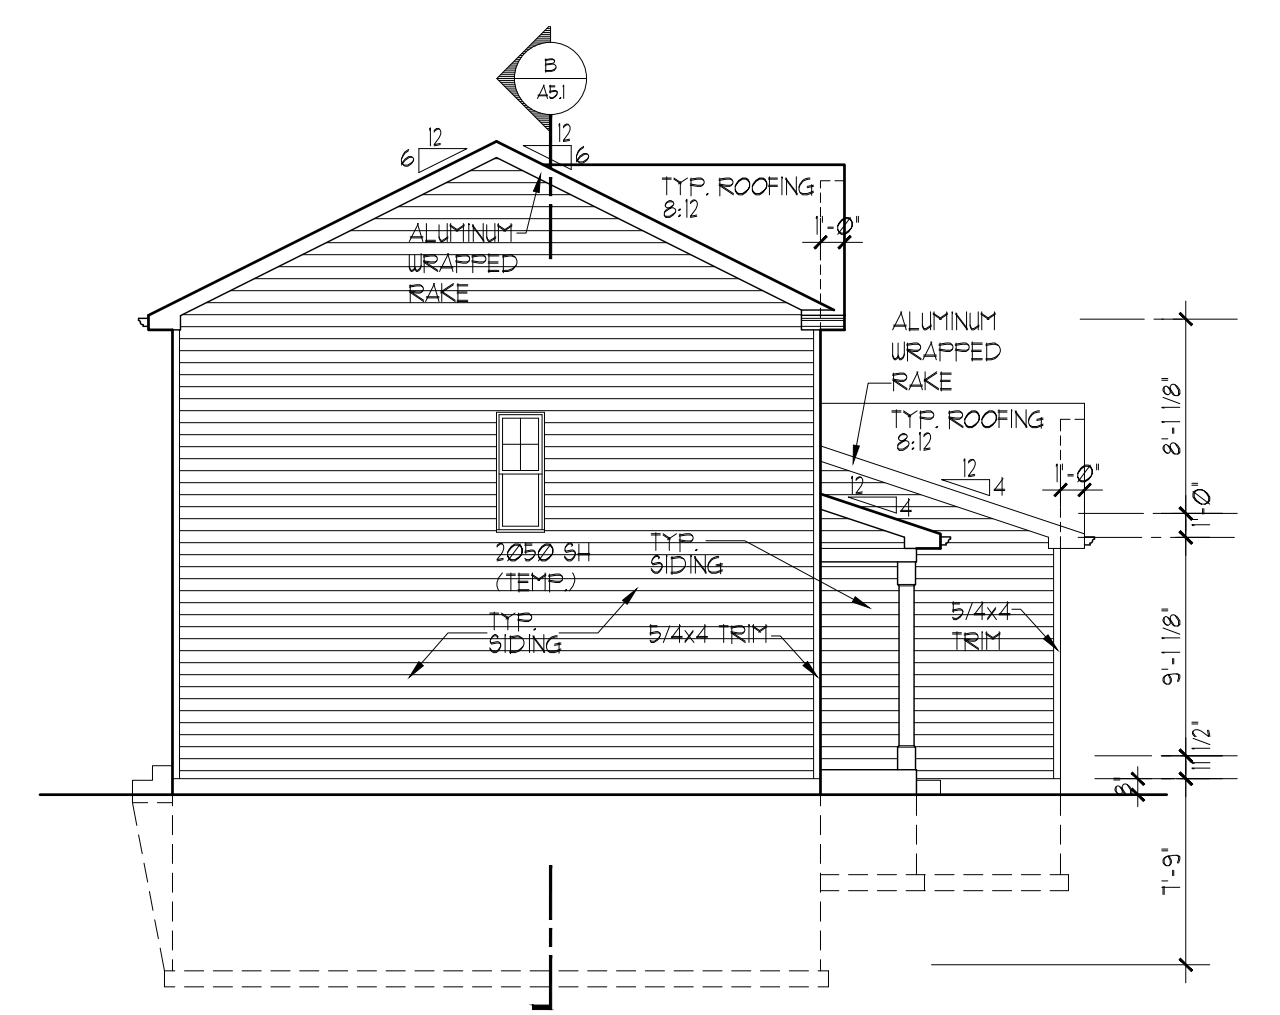 B
A5.1
12
6
12
6
TYP. ROOFING
8:12
1'-0"
ALUMINUM
WRAPPED
RAKE
ALUMINUM
WRAPPED
RAKE
TYP. ROOFING
8:12
12
4
1'-0"
12
4
8'-1 1/8"
1'-0"
2050 SH
(TEMP.)
TYP.
SIDING
TYP.
SIDING
5/4x4 TRIM
5/4x4
TRIM
9'-1 1/8"
11 1/2"
8"
7'-9"